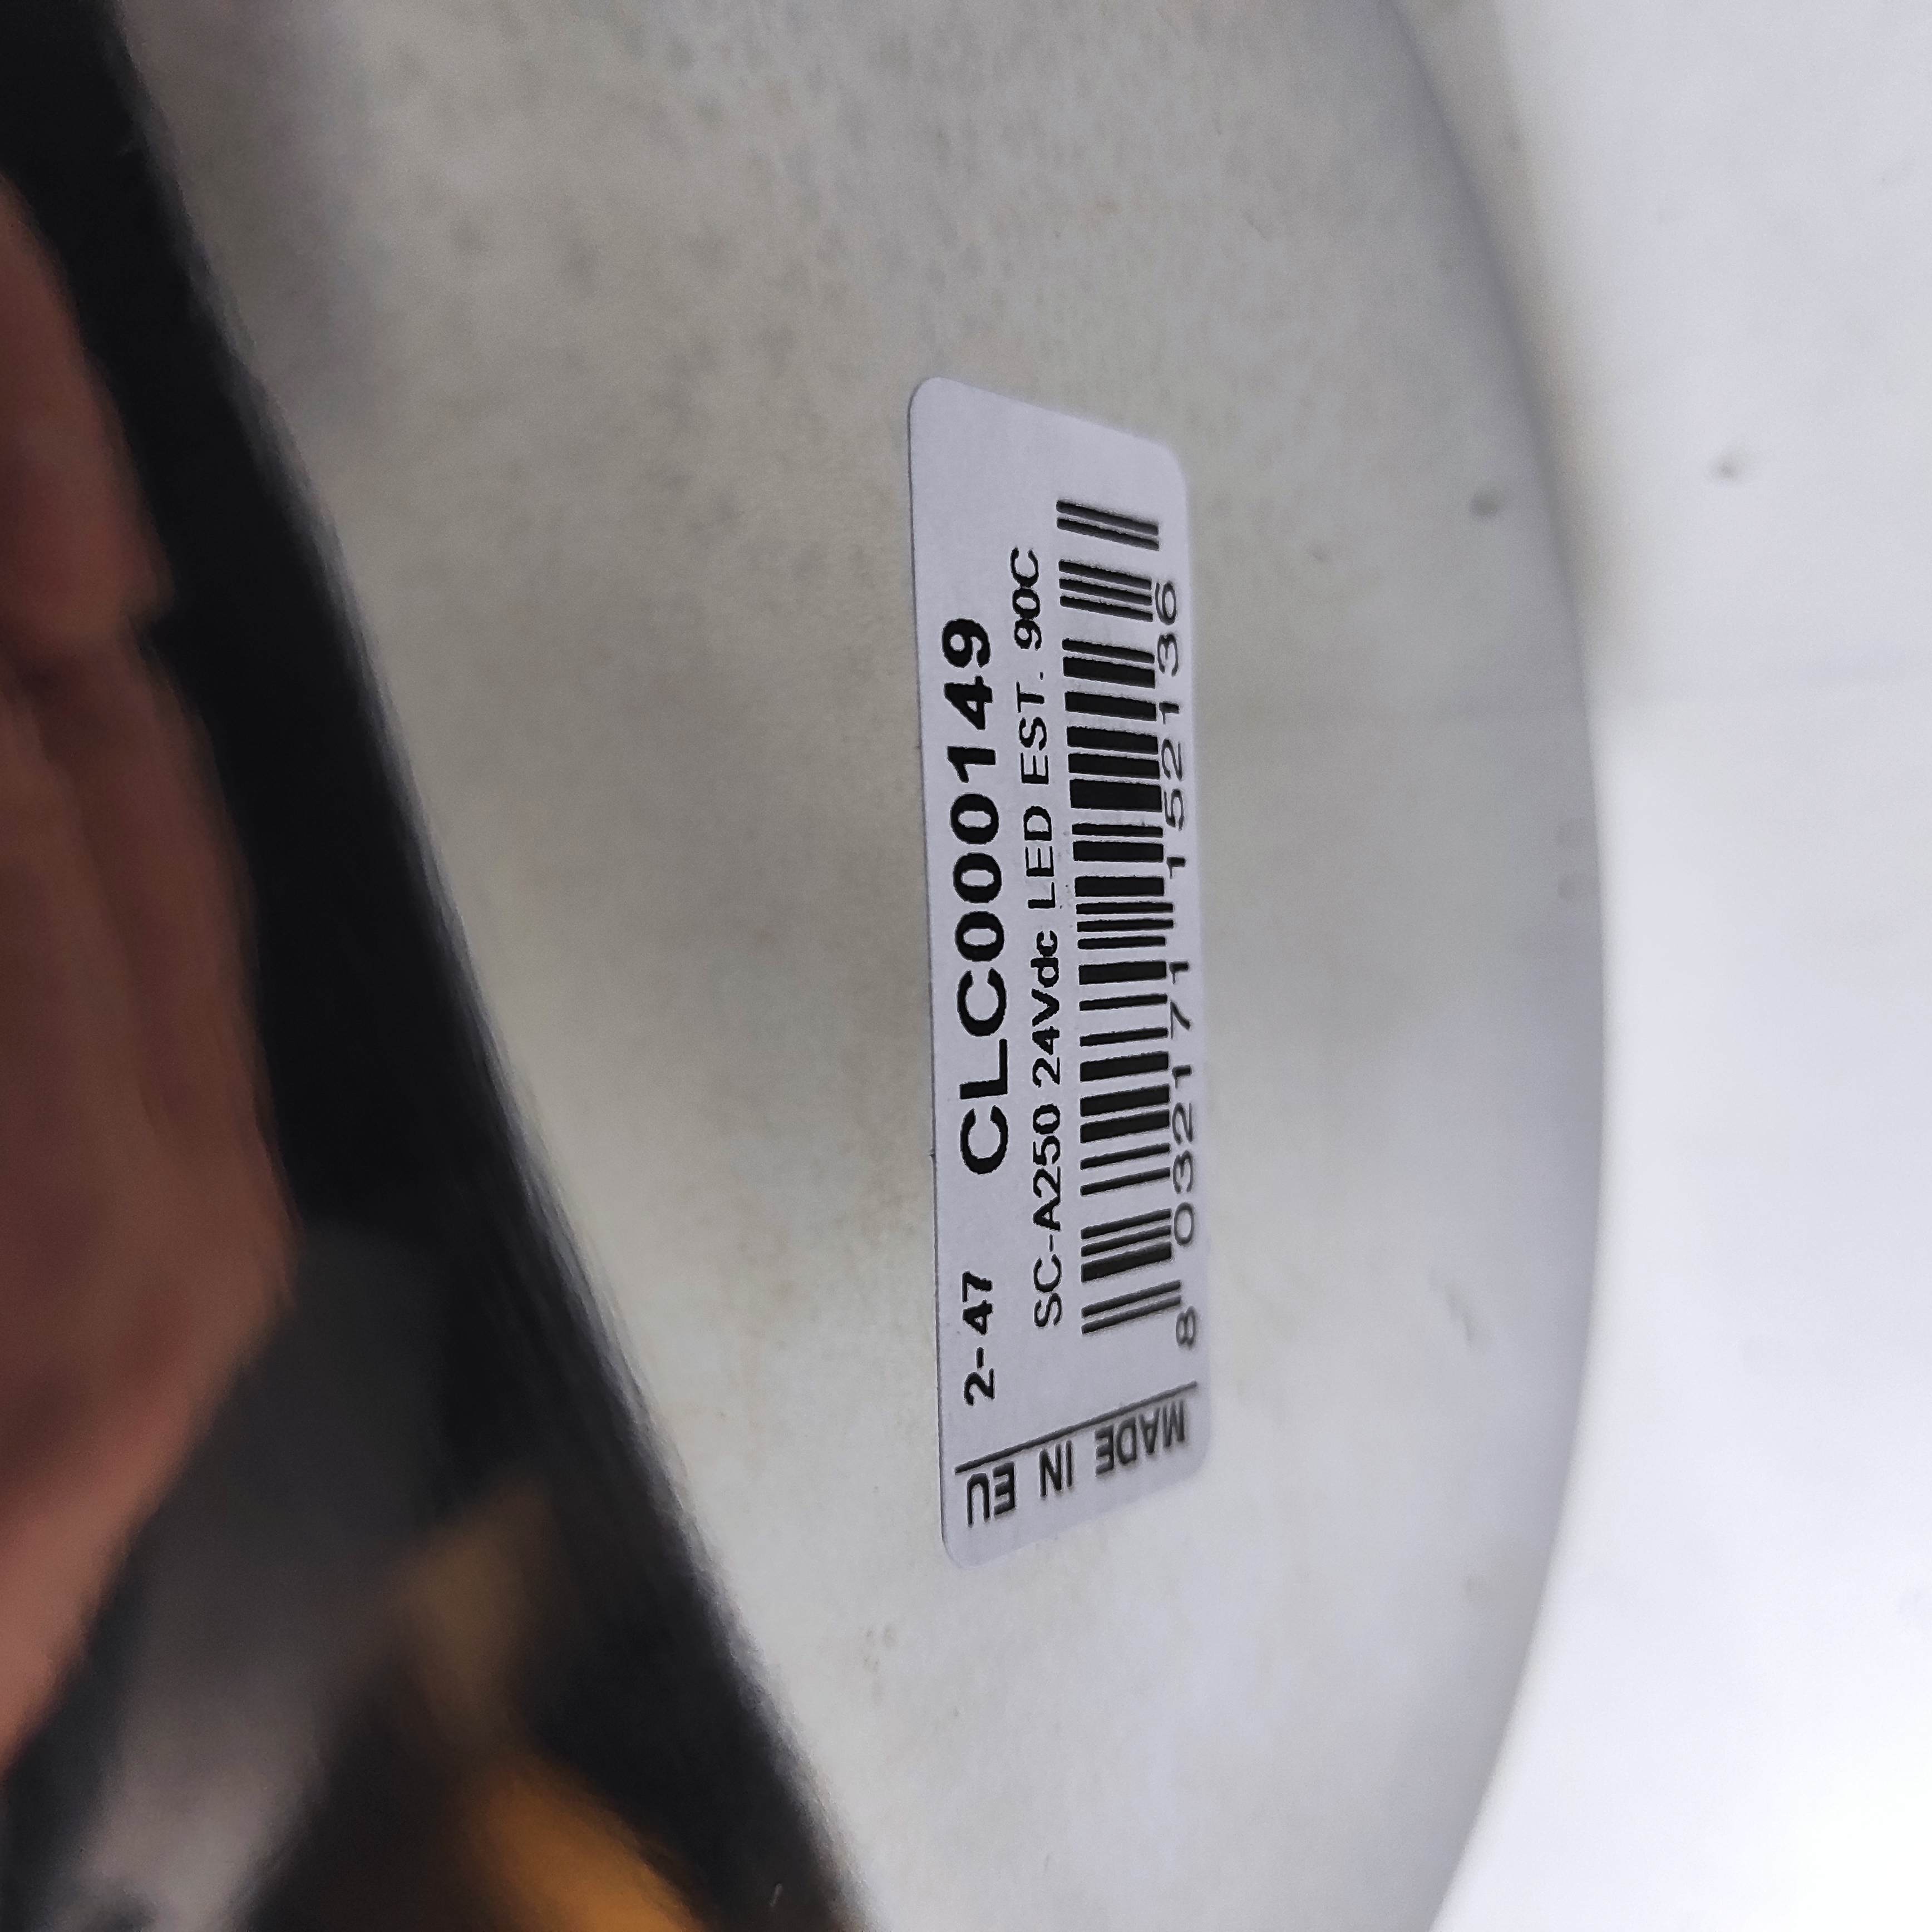 2-47 CLC000149
SC-A250 24Vdc LED EST. 90C
8 032171 152136
MADE IN EU